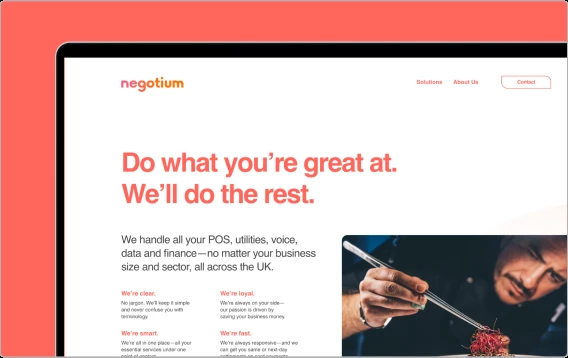 negotium
Solutions About Us Contact
Do what you're great at.
We'll do the rest.
We handle all your POS, utilities, voice,
data and finance—no matter your business
size and sector, all across the UK.
We're clear.
No jargon. We'll keep it simple
and never confuse you with
terminology.
We're loyal.
We're always on your side—
our passion is driven by
saving your business money.
We're smart.
We're all in one place—all your
essential services under one
We're fast.
We're always responsive—and we
can get you same or next-day